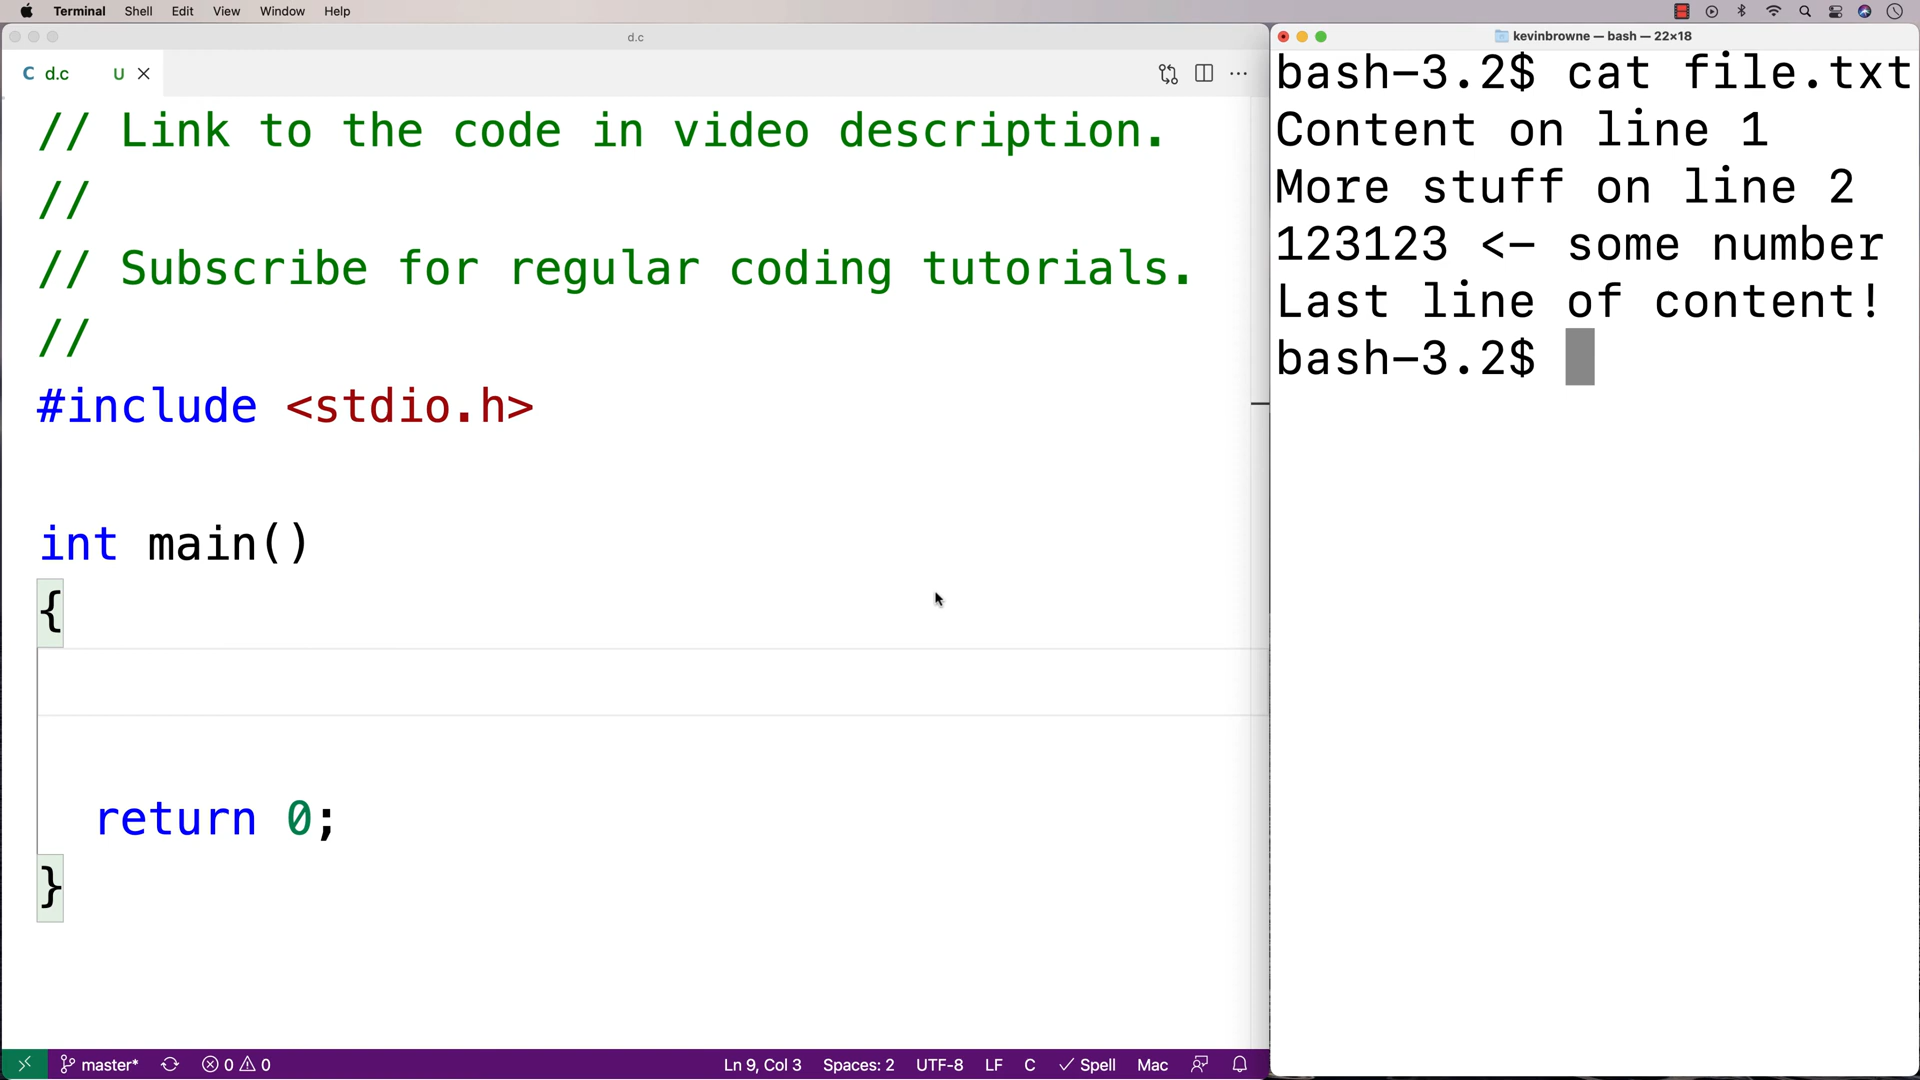 Terminal Shell Edit View Window Help
d.c
C d.c U
// Link to the code in video description.
//
// Subscribe for regular coding tutorials.
//
#include <stdio.h>
int main()
{
return 0;
}
master* 0 0 Ln 9, Col 3 Spaces: 2 UTF-8 LF C Spell Mac
kevinbrowne — bash — 22×18
bash-3.2$ cat file.txt
Content on line 1
More stuff on line 2
123123 <- some number
Last line of content!
bash-3.2$